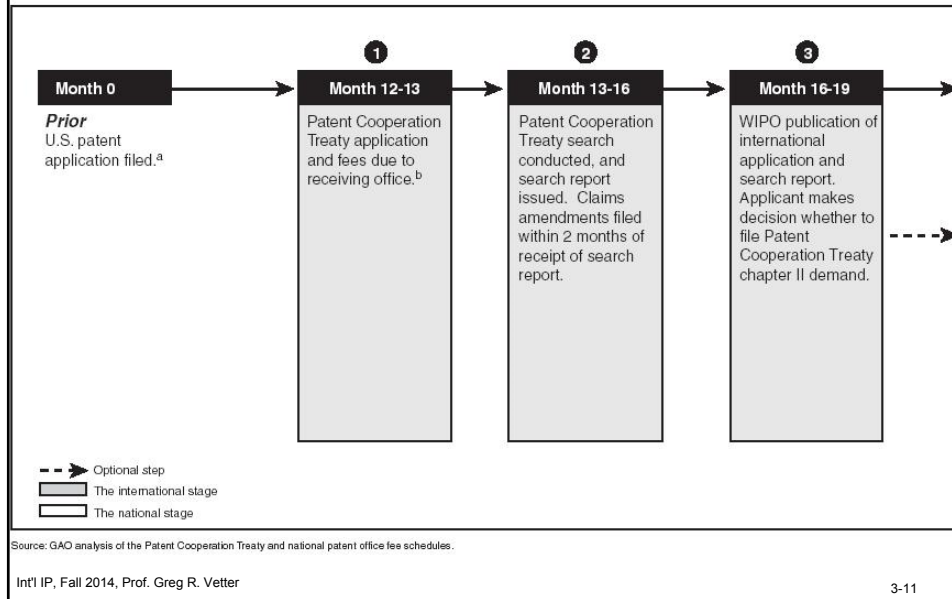 1
2
3
Month 0
Month 12-13
Month 13-16
Month 16-19
Prior
U.S. patent
application filed.a
Patent Cooperation
Treaty application
and fees due to
receiving office.b
Patent Cooperation
Treaty search
conducted, and
search report
issued. Claims
amendments filed
within 2 months of
receipt of search
report.
WIPO publication of
international
application and
search report.
Applicant makes
decision whether to
file Patent
Cooperation Treaty
chapter II demand.
Optional step
The international stage
The national stage
Source: GAO analysis of the Patent Cooperation Treaty and national patent office fee schedules.
Int'l IP, Fall 2014, Prof. Greg R. Vetter
3-11